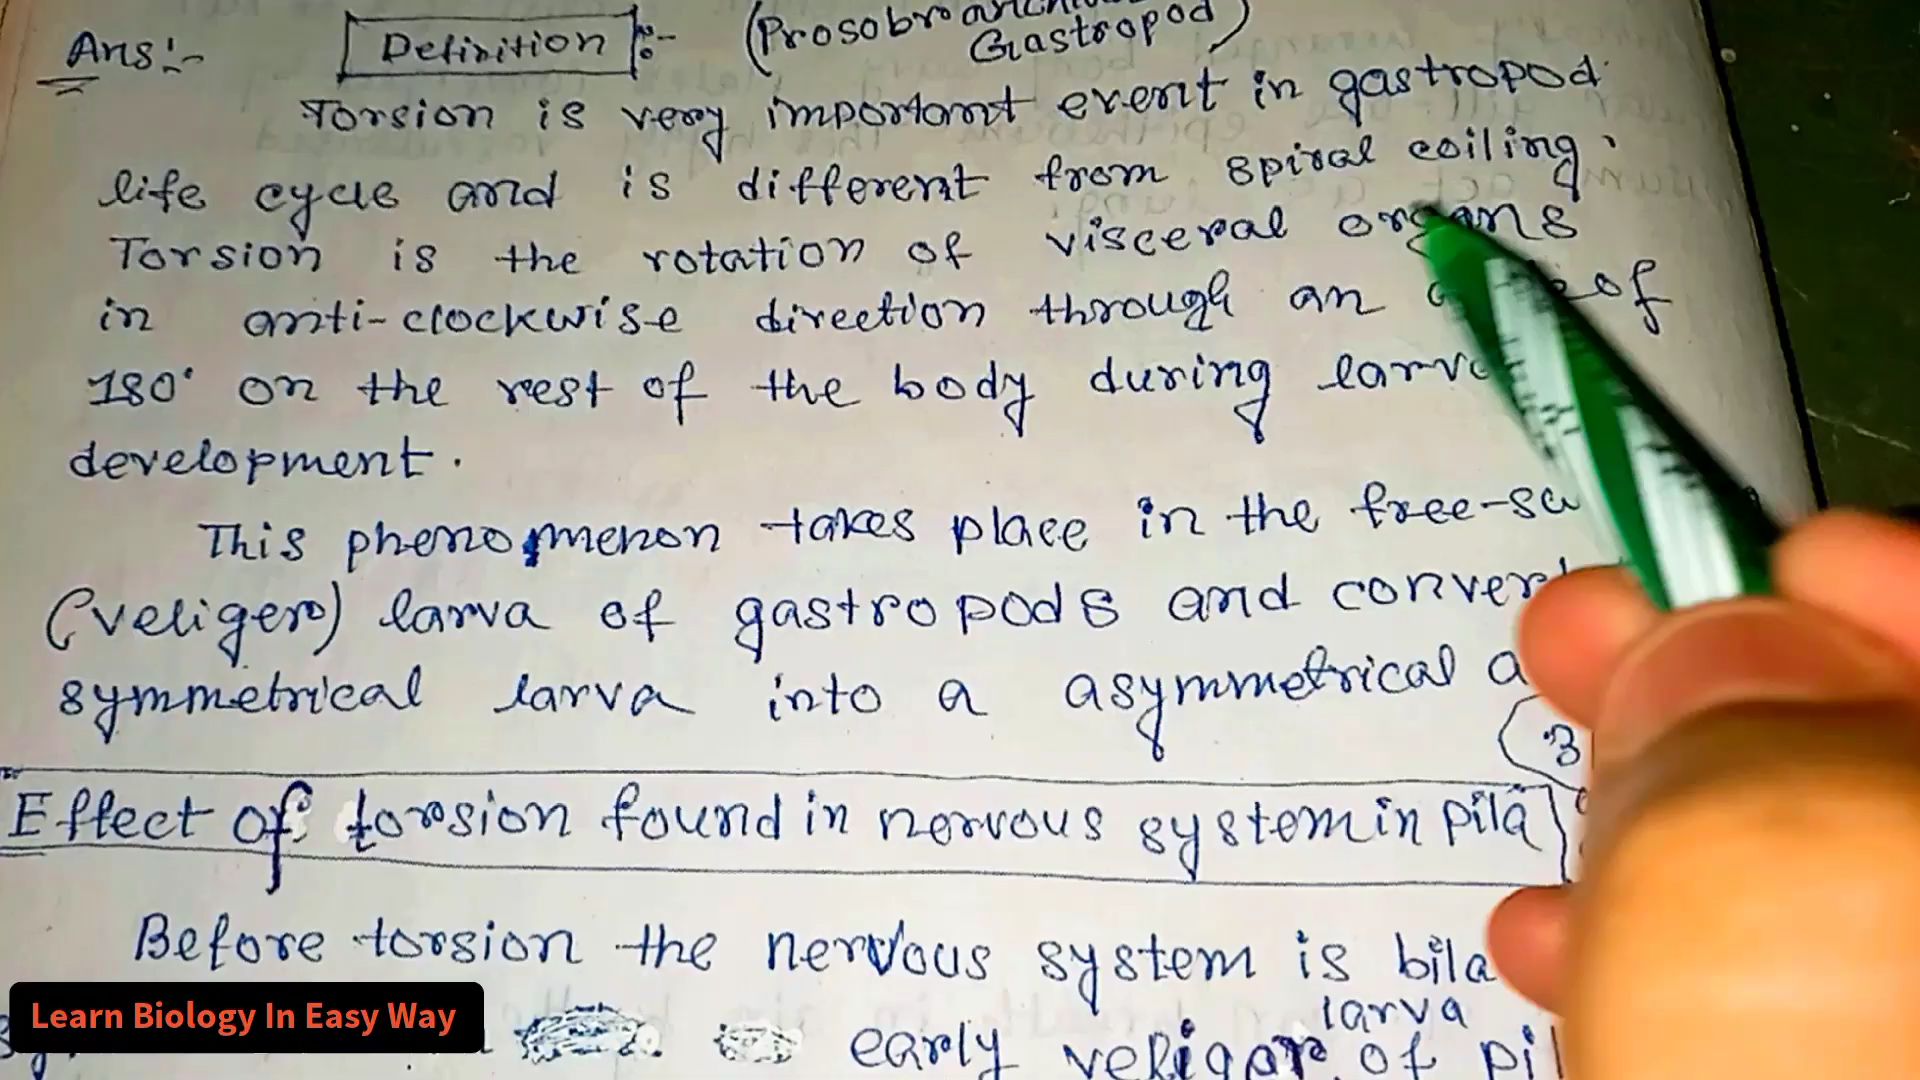 Ans:-
Definition :-
(Prosobranchia
Gastropod)
Torsion is very important event in gastropod
life cycle and is different from spiral coiling.
Torsion is the rotation of visceral organs
in anti-clockwise direction through an of
180° on the rest of the body during
development.
This phenomenon takes place in the free-
(veliger) larva of gastropods and
symmetrical larva into a asymmetrical
3
Effect of torsion found in nervous system in pila
Before torsion the nervous system is
larva
early veliger of
Learn Biology In Easy Way